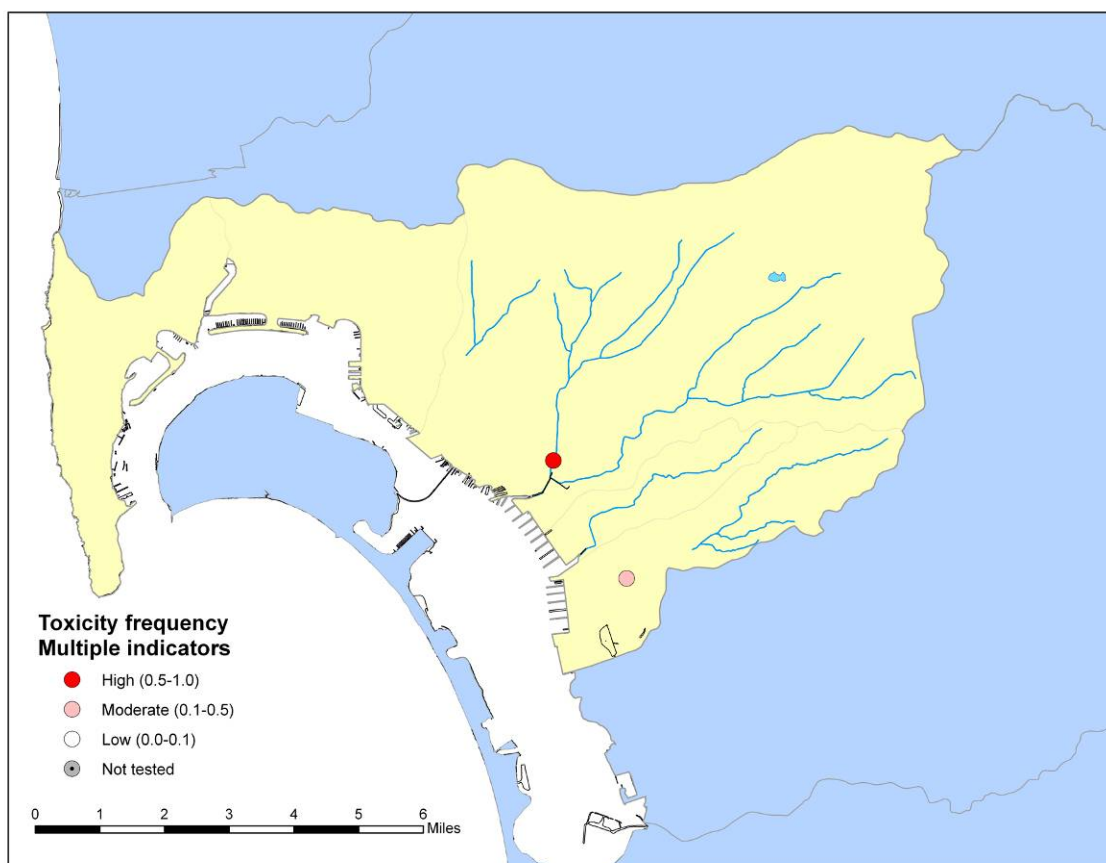 Toxicity frequency
Multiple indicators
High (0.5-1.0)
Moderate (0.1-0.5)
Low (0.0-0.1)
Not tested
0 1 2 3 4 5 6
Miles